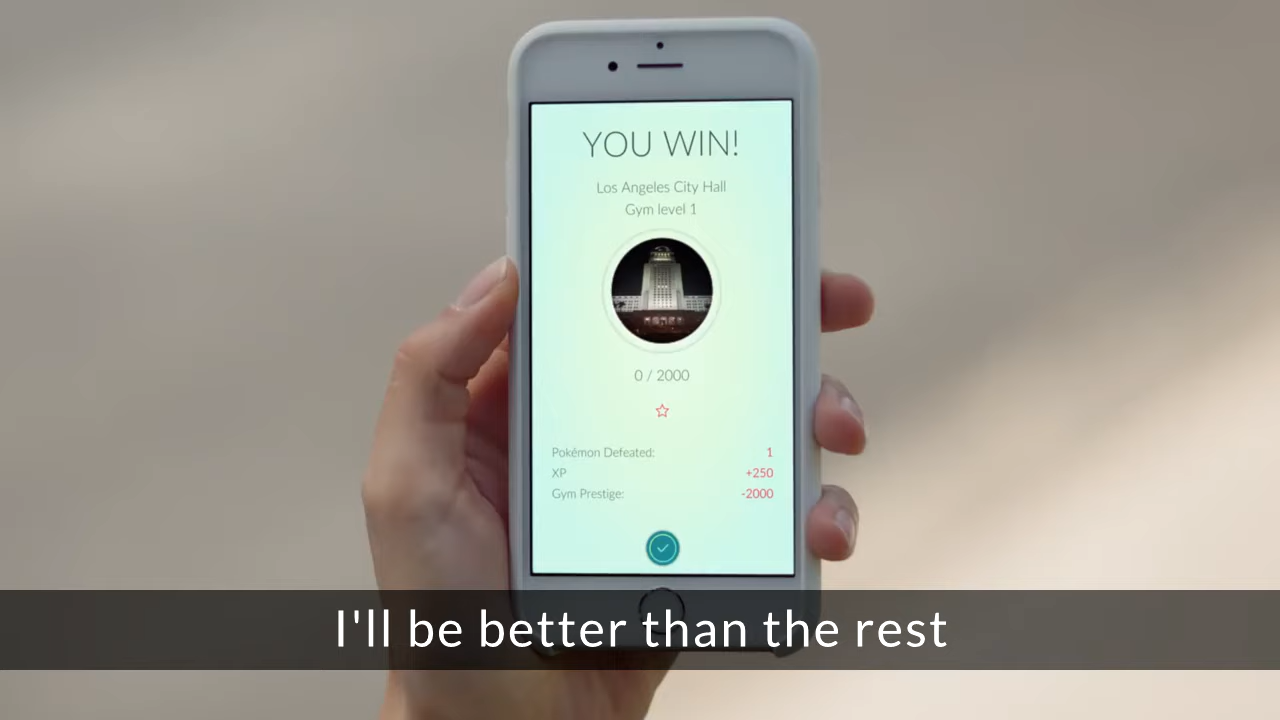 YOU WIN!
Los Angeles City Hall
Gym level 1
0 / 2000
Pokémon Defeated: 1
XP +250
Gym Prestige: -2000
I'll be better than the rest